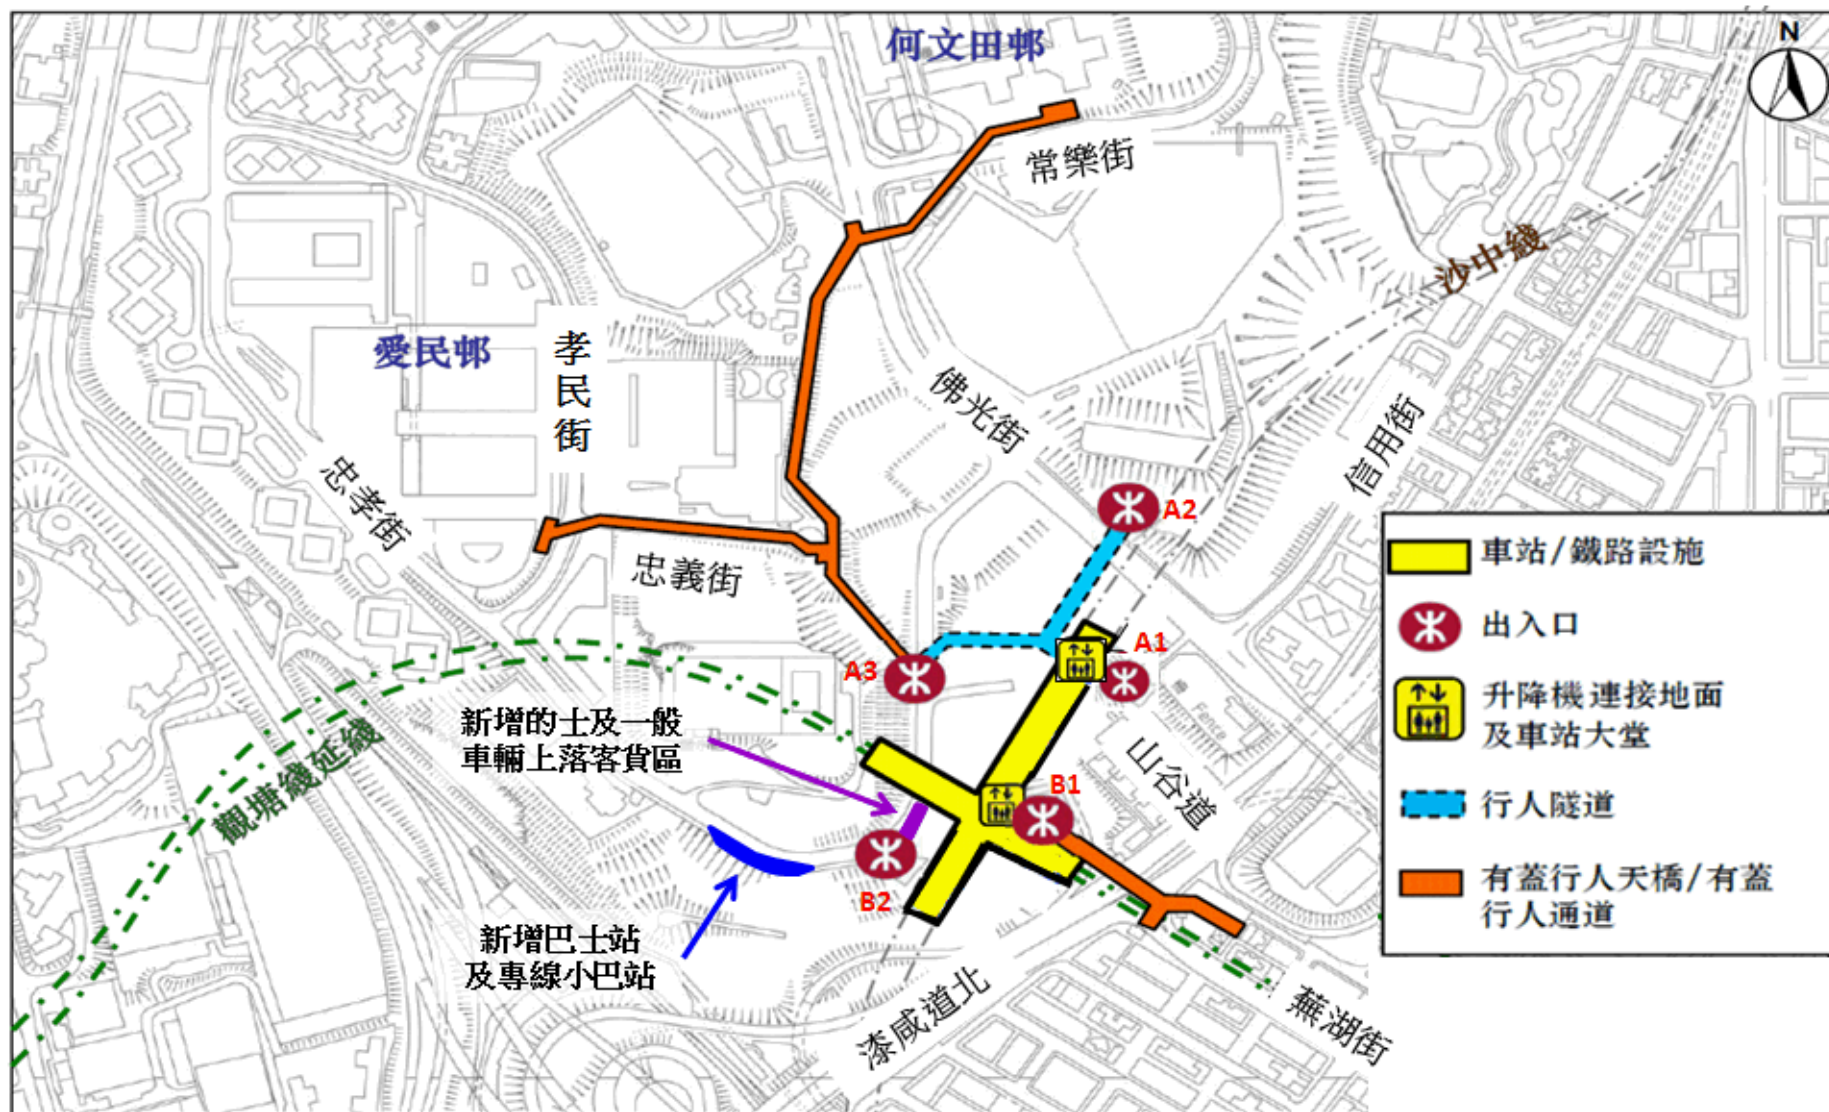 何文田邨
N
常樂街
沙中綫
愛民邨
孝民街
佛光街
信用街
忠孝街
A2
忠義街
A1
A3
新增的士及一般
車輛上落客貨區
觀塘綫延綫
山谷道
B1
B2
新增巴士站
及專線小巴站
漆咸道北
蕪湖街
車站/鐵路設施
出入口
升降機連接地面
及車站大堂
行人隧道
有蓋行人天橋/有蓋
行人通道